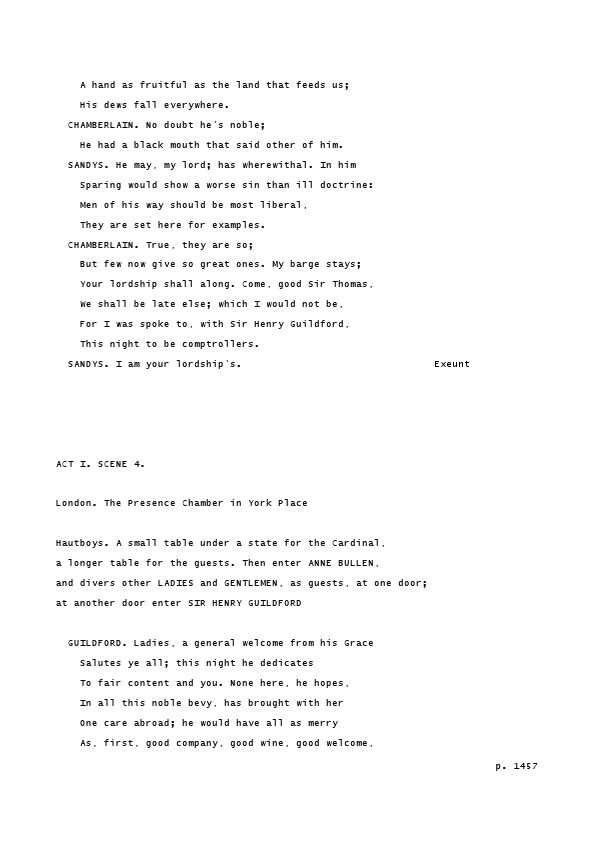 A hand as fruitful as the land that feeds us;
His dews fall everywhere.
CHAMBERLAIN. No doubt he's noble;
He had a black mouth that said other of him.
SANDYS. He may, my lord; has wherewithal. In him
Sparing would show a worse sin than ill doctrine:
Men of his way should be most liberal,
They are set here for examples.
CHAMBERLAIN. True, they are so;
But few now give so great ones. My barge stays;
Your lordship shall along. Come, good Sir Thomas,
We shall be late else; which I would not be,
For I was spoke to, with Sir Henry Guildford,
This night to be comptrollers.
SANDYS. I am your lordship's. Exeunt
ACT I. SCENE 4.
London. The Presence Chamber in York Place
Hautboys. A small table under a state for the Cardinal,
a longer table for the guests. Then enter ANNE BULLEN,
and divers other LADIES and GENTLEMEN, as guests, at one door;
at another door enter SIR HENRY GUILDFORD
GUILDFORD. Ladies, a general welcome from his Grace
Salutes ye all; this night he dedicates
To fair content and you. None here, he hopes,
In all this noble bevy, has brought with her
One care abroad; he would have all as merry
As, first, good company, good wine, good welcome,
p. 1457